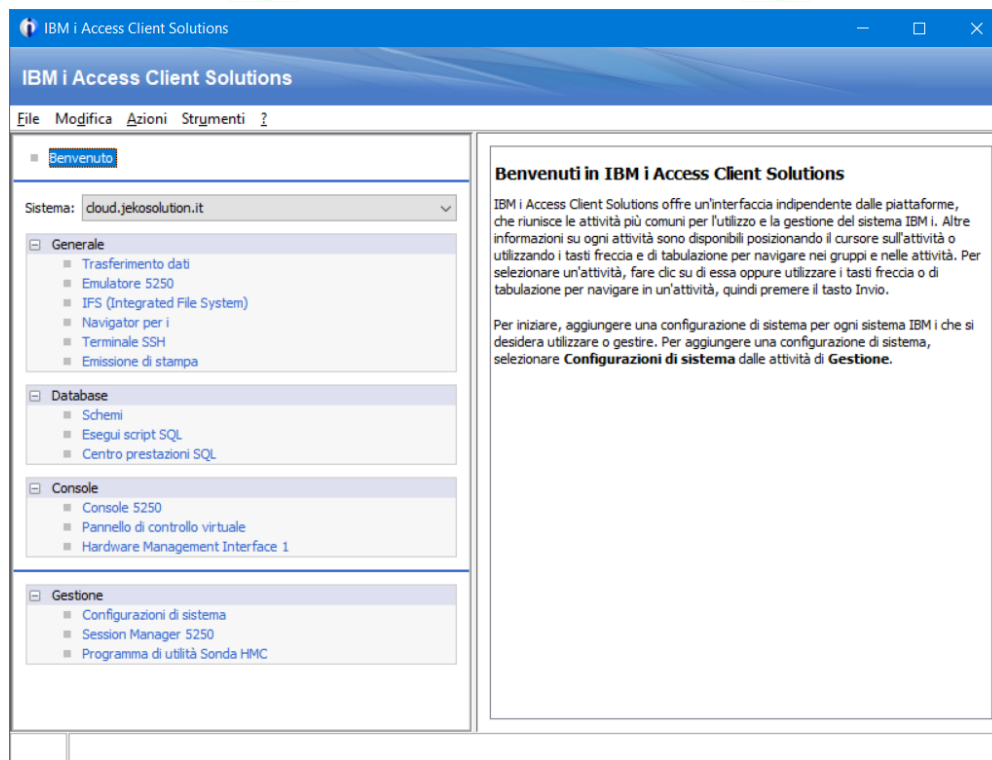 IBM i Access Client Solutions
IBM i Access Client Solutions
File Modifica Azioni Strumenti ?
Benvenuto
Sistema: cloud.jekosolution.it
Generale
Trasferimento dati
Emulatore 5250
IFS (Integrated File System)
Navigator per i
Terminale SSH
Emissione di stampa
Database
Schemi
Esegui script SQL
Centro prestazioni SQL
Console
Console 5250
Pannello di controllo virtuale
Hardware Management Interface 1
Gestione
Configurazioni di sistema
Session Manager 5250
Programma di utilità Sonda HMC
Benvenuti in IBM i Access Client Solutions
IBM i Access Client Solutions offre un'interfaccia indipendente dalle piattaforme,
che riunisce le attività più comuni per l'utilizzo e la gestione del sistema IBM i. Altre
informazioni su ogni attività sono disponibili posizionando il cursore sull'attività o
utilizzando i tasti freccia e di tabulazione per navigare nei gruppi e nelle attività. Per
selezionare un'attività, fare clic su di essa oppure utilizzare i tasti freccia o di
tabulazione per navigare in un'attività, quindi premere il tasto Invio.
Per iniziare, aggiungere una configurazione di sistema per ogni sistema IBM i che si
desidera utilizzare o gestire. Per aggiungere una configurazione di sistema,
selezionare Configurazioni di sistema dalle attività di Gestione.